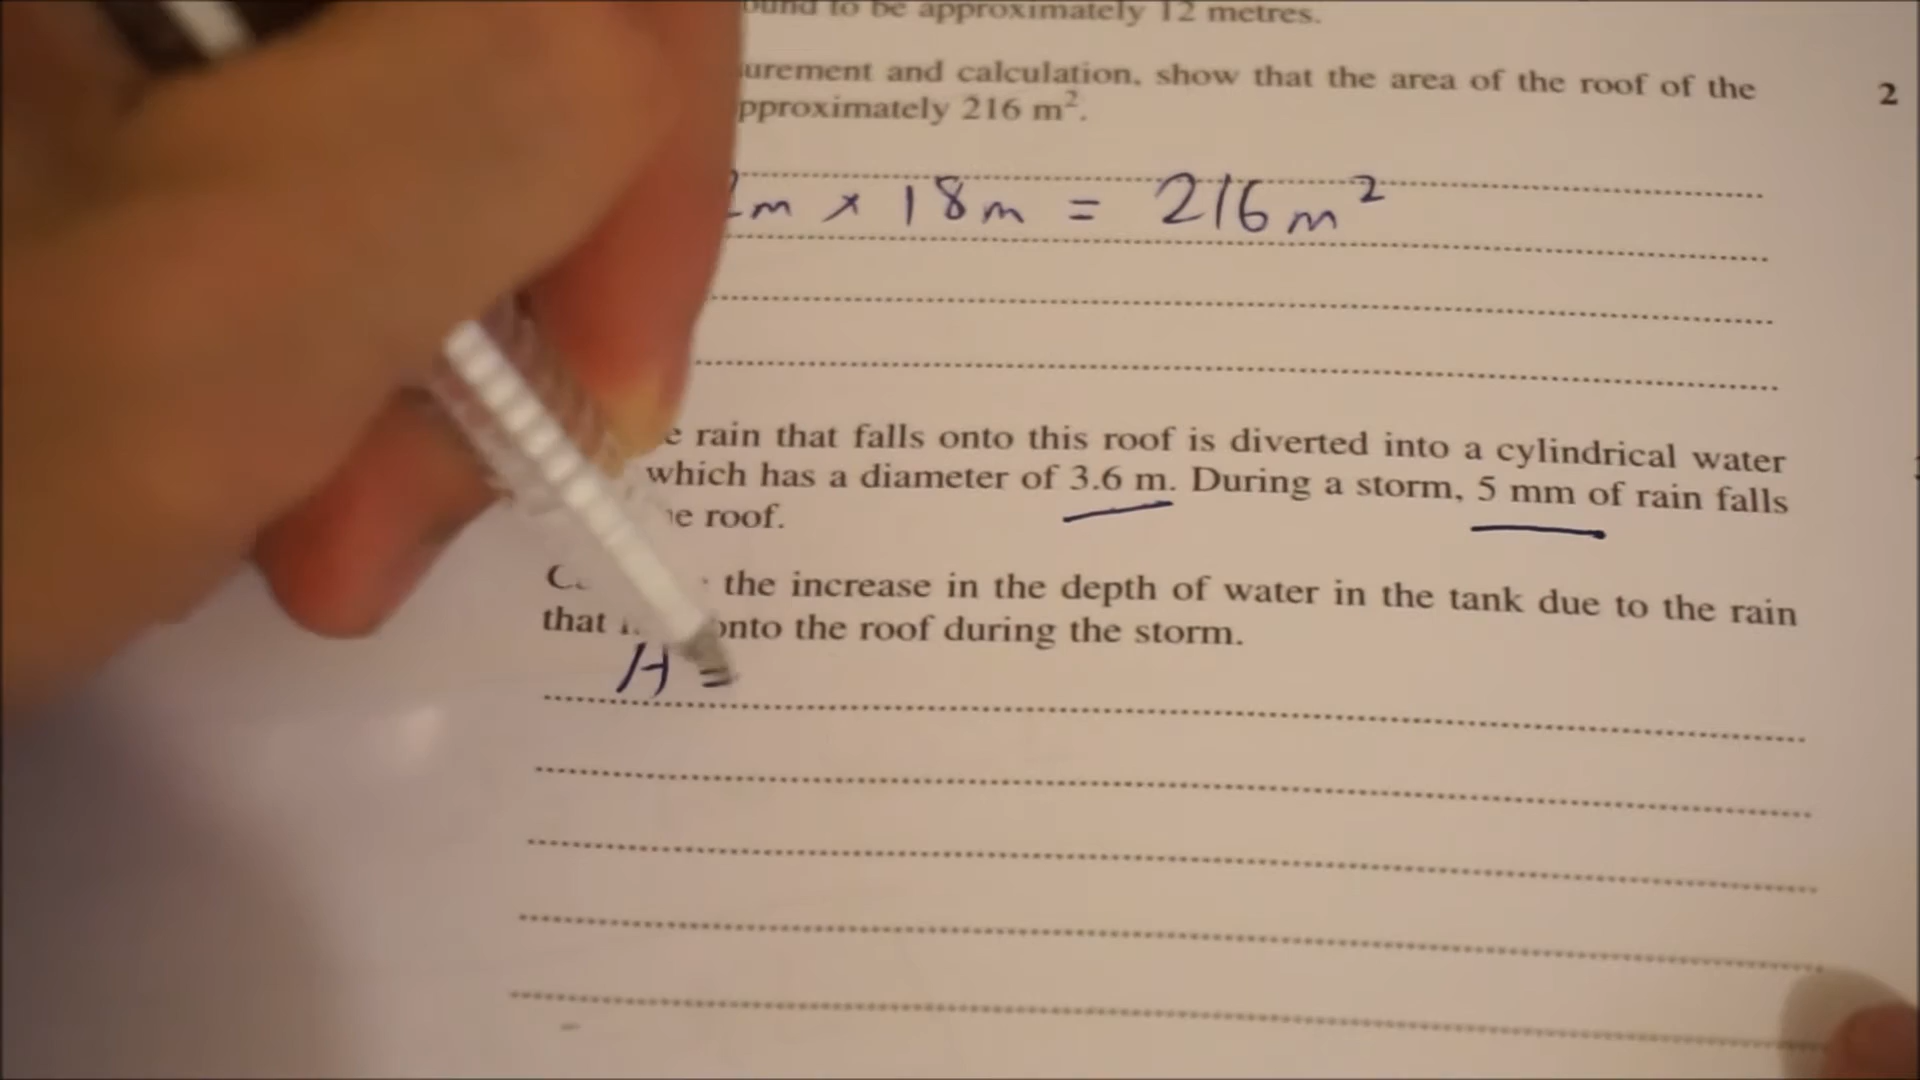 to be approximately 12 metres.
and calculation, show that the area of the roof of the
2
216 m².
m × 18m = 216m²
rain that falls onto this roof is diverted into a cylindrical water
which has a diameter of 3.6 m. During a storm, 5 mm of rain falls
roof.
the increase in the depth of water in the tank due to the rain
that onto the roof during the storm.
A =